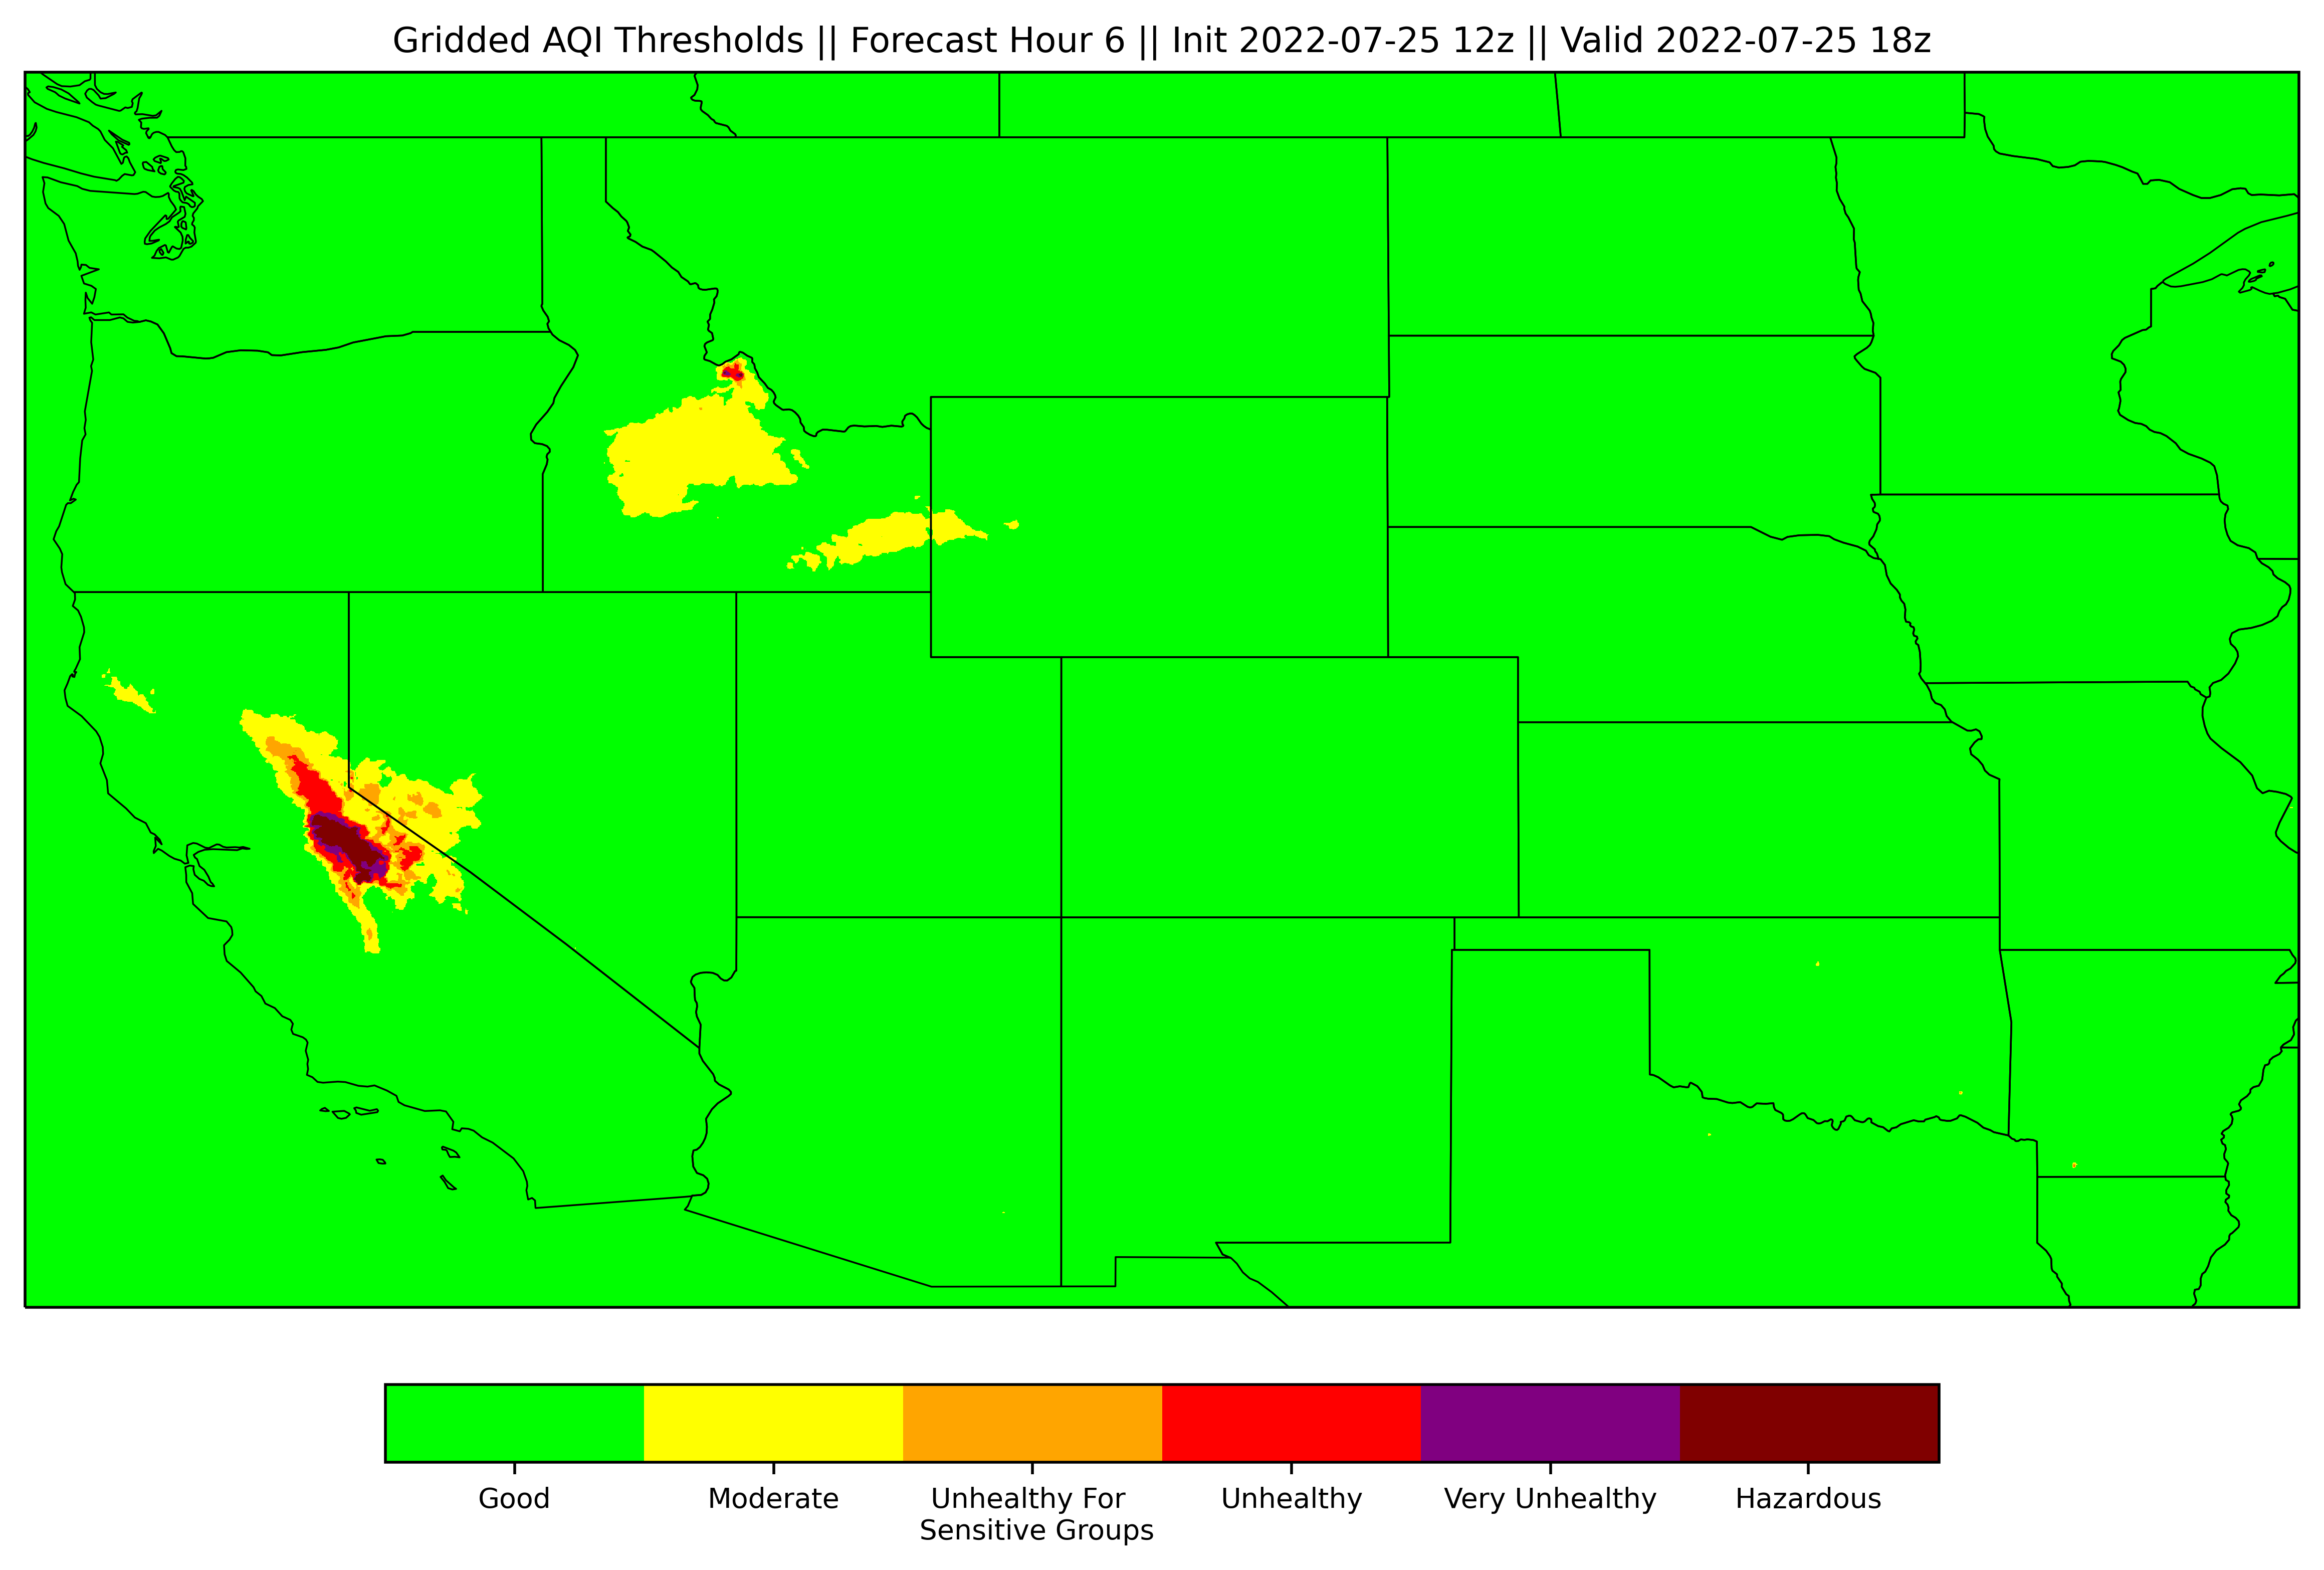 Gridded AQI Thresholds || Forecast Hour 6 || Init 2022-07-25 12z || Valid 2022-07-25 18z
Good
Moderate
Unhealthy For
Sensitive Groups
Unhealthy
Very Unhealthy
Hazardous